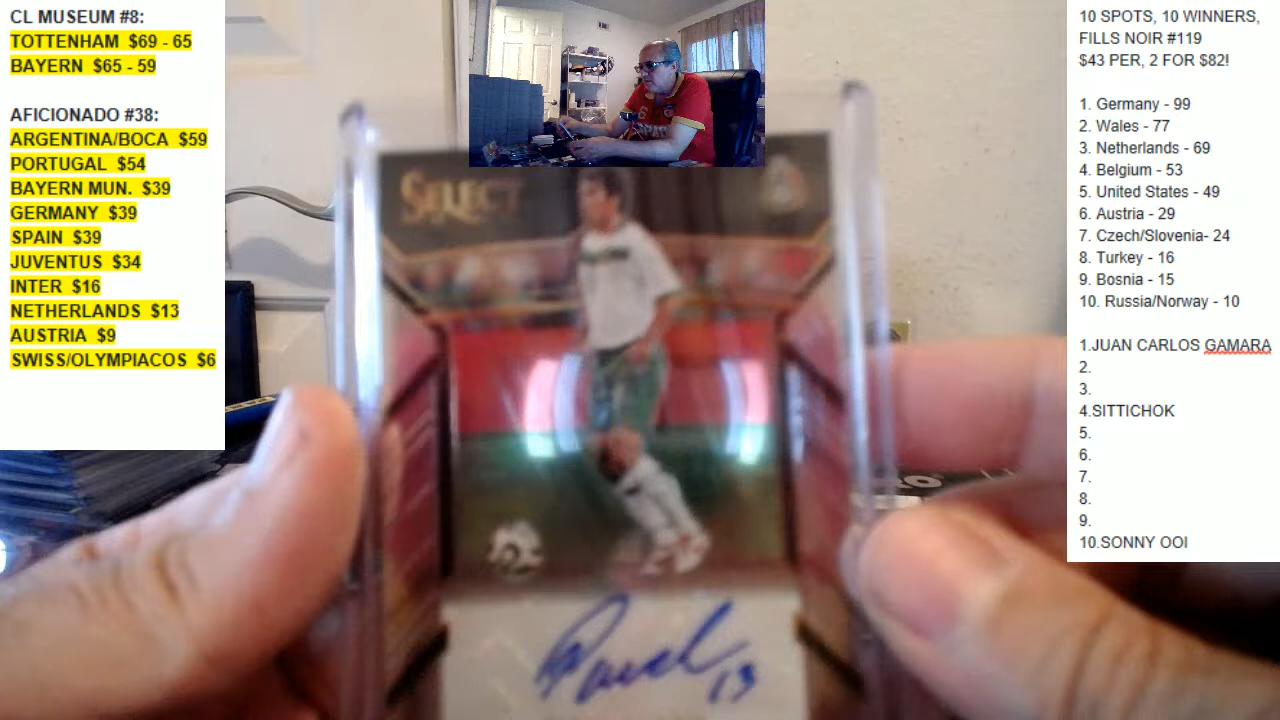 CL MUSEUM #8:
TOTTENHAM $69 - 65
BAYERN $65 - 59
AFICIONADO #38:
ARGENTINA/BOCA $59
PORTUGAL $54
BAYERN MUN. $39
GERMANY $39
SPAIN $39
JUVENTUS $34
INTER $16
NETHERLANDS $13
AUSTRIA $9
SWISS/OLYMPIACOS $6
SELECT
13
10 SPOTS, 10 WINNERS,
FILLS NOIR #119
$43 PER, 2 FOR $82!
1. Germany - 99
2. Wales - 77
3. Netherlands - 69
4. Belgium - 53
5. United States - 49
6. Austria - 29
7. Czech/Slovenia- 24
8. Turkey - 16
9. Bosnia - 15
10. Russia/Norway - 10
1.JUAN CARLOS GAMARA
2.
3.
4.SITTICHOK
5.
6.
7.
8.
9.
10.SONNY OOI